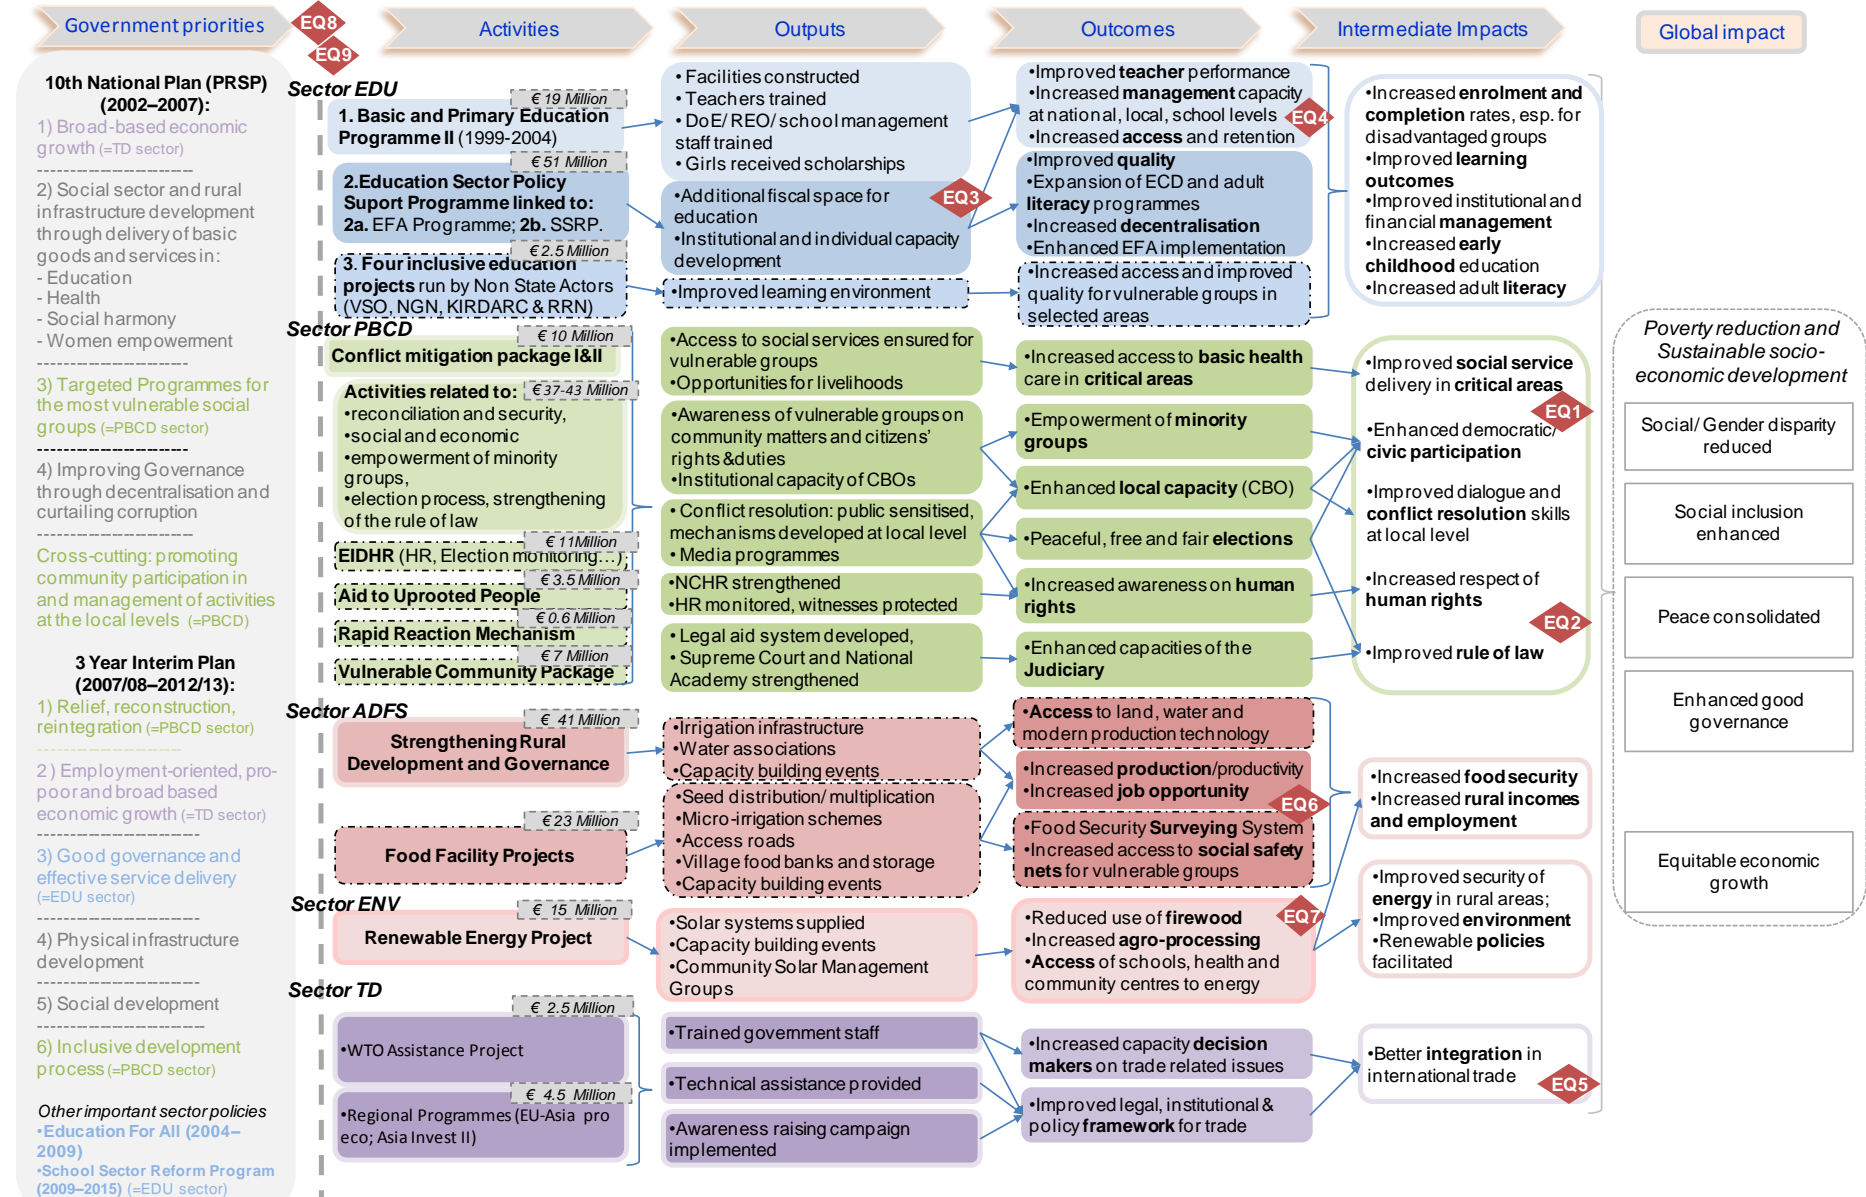 Government priorities
EQ8
EQ9
Activities
Outputs
Outcomes
Intermediate Impacts
Global impact
10th National Plan (PRSP)
(2002–2007):
1) Broad-based economic
growth (=TD sector)
----------------------------
2) Social sector and rural
infrastructure development
through delivery of basic
goods and services in:
- Education
- Health
- Social harmony
- Women empowerment
---------------------------
3) Targeted Programmes for
the most vulnerable social
groups (=PBCD sector)
---------------------------
4) Improving Governance
through decentralisation and
curtailing corruption
----------------------------
Cross-cutting: promoting
community participation in
and management of activities
at the local levels (=PBCD)
3 Year Interim Plan
(2007/08–2012/13):
1) Relief, reconstruction,
reintegration (=PBCD sector)
----------------------------
2 ) Employment-oriented, pro-
poor and broad based
economic growth (=TD sector)
-----------------------------
3) Good governance and
effective service delivery
(=EDU sector)
-----------------------------
4) Physical infrastructure
development
-----------------------------
5) Social development
------------------------------
6) Inclusive development
process (=PBCD sector)
Other important sector policies
•Education For All (2004–
2009)
•School Sector Reform Program
(2009–2015) (=EDU sector)
Sector EDU
€ 19 Million
1. Basic and Primary Education
Programme II (1999-2004)
€ 51 Million
2.Education Sector Policy
Suport Programme linked to:
2a. EFA Programme; 2b. SSRP.
€ 2.5 Million
3. Four inclusive education
projects run by Non State Actors
(VSO, NGN, KIRDARC & RRN)
• Facilities constructed
• Teachers trained
• DoE/ REO/ school management
staff trained
• Girls received scholarships
•Additional fiscal space for
education
•Institutional and individual capacity
development
EQ3
•Improved learning environment
•Improved teacher performance
•Increased management capacity
at national, local, school levels
•Increased access and retention
EQ4
•Improved quality
•Expansion of ECD and adult
literacy programmes
•Increased decentralisation
•Enhanced EFA implementation
•Increased access and improved
quality for vulnerable groups in
selected areas
•Increased enrolment and
completion rates, esp. for
disadvantaged groups
•Improved learning
outcomes
•Improved institutional and
financial management
•Increased early
childhood education
•Increased adult literacy
Sector PBCD
€ 10 Million
Conflict mitigation package I&II
€ 37-43 Million
Activities related to:
•reconciliation and security,
•social and economic
•empowerment of minority
groups,
•election process, strengthening
of the rule of law
€ 11 Million
EIDHR (HR, Election monitoring…)
€ 3.5 Million
Aid to Uprooted People
€ 0.6 Million
Rapid Reaction Mechanism
€ 7 Million
Vulnerable Community Package
•Access to social services ensured for
vulnerable groups
•Opportunities for livelihoods
•Awareness of vulnerable groups on
community matters and citizens’
rights &duties
•Institutional capacity of CBOs
• Conflict resolution: public sensitised,
mechanisms developed at local level
• Media programmes
•NCHR strengthened
•HR monitored, witnesses protected
• Legal aid system developed,
• Supreme Court and National
Academy strengthened
•Increased access to basic health
care in critical areas
•Empowerment of minority
groups
•Enhanced local capacity (CBO)
•Peaceful, free and fair elections
•Increased awareness on human
rights
•Enhanced capacities of the
Judiciary
•Improved social service
delivery in critical areas
EQ1
•Enhanced democratic/
civic participation
•Improved dialogue and
conflict resolution skills
at local level
•Increased respect of
human rights
EQ2
•Improved rule of law
Sector ADFS
€ 41 Million
Strengthening Rural
Development and Governance
€ 23 Million
Food Facility Projects
•Irrigation infrastructure
•Water associations
•Capacity building events
•Seed distribution/ multiplication
•Micro-irrigation schemes
•Access roads
•Village food banks and storage
•Capacity building events
•Access to land, water and
modern production technology
•Increased production/productivity
•Increased job opportunity
EQ6
•Food Security Surveying System
•Increased access to social safety
nets for vulnerable groups
•Increased food security
•Increased rural incomes
and employment
Sector ENV
€ 15 Million
Renewable Energy Project
•Solar systems supplied
•Capacity building events
•Community Solar Management
Groups
•Reduced use of firewood
•Increased agro-processing
•Access of schools, health and
community centres to energy
EQ7
•Improved security of
energy in rural areas;
•Improved environment
•Renewable policies
facilitated
Sector TD
€ 2.5 Million
•WTO Assistance Project
€ 4.5 Million
•Regional Programmes (EU-Asia pro
eco; Asia Invest II)
•Trained government staff
•Technical assistance provided
•Awareness raising campaign
implemented
•Increased capacity decision
makers on trade related issues
•Improved legal, institutional &
policy framework for trade
•Better integration in
international trade
EQ5
Poverty reduction and
Sustainable socio-
economic development
Social/ Gender disparity
reduced
Social inclusion
enhanced
Peace consolidated
Enhanced good
governance
Equitable economic
growth